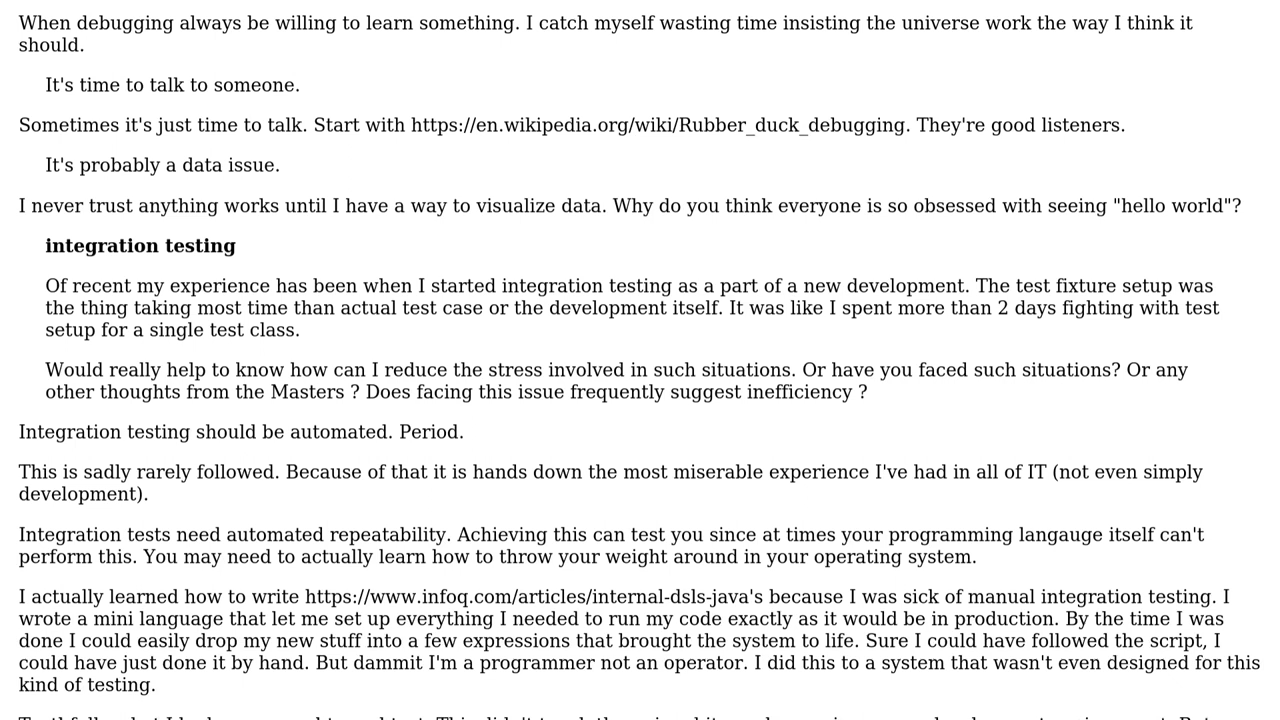 When debugging always be willing to learn something. I catch myself wasting time insisting the universe work the way I think it
should.
It's time to talk to someone.
Sometimes it's just time to talk. Start with https://en.wikipedia.org/wiki/Rubber_duck_debugging. They're good listeners.
It's probably a data issue.
I never trust anything works until I have a way to visualize data. Why do you think everyone is so obsessed with seeing "hello world"?
integration testing
Of recent my experience has been when I started integration testing as a part of a new development. The test fixture setup was
the thing taking most time than actual test case or the development itself. It was like I spent more than 2 days fighting with test
setup for a single test class.
Would really help to know how can I reduce the stress involved in such situations. Or have you faced such situations? Or any
other thoughts from the Masters ? Does facing this issue frequently suggest inefficiency ?
Integration testing should be automated. Period.
This is sadly rarely followed. Because of that it is hands down the most miserable experience I've had in all of IT (not even simply
development).
Integration tests need automated repeatability. Achieving this can test you since at times your programming langauge itself can't
perform this. You may need to actually learn how to throw your weight around in your operating system.
I actually learned how to write https://www.infoq.com/articles/internal-dsls-java's because I was sick of manual integration testing. I
wrote a mini language that let me set up everything I needed to run my code exactly as it would be in production. By the time I was
done I could easily drop my new stuff into a few expressions that brought the system to life. Sure I could have followed the script, I
could have just done it by hand. But dammit I'm a programmer not an operator. I did this to a system that wasn't even designed for this
kind of testing.